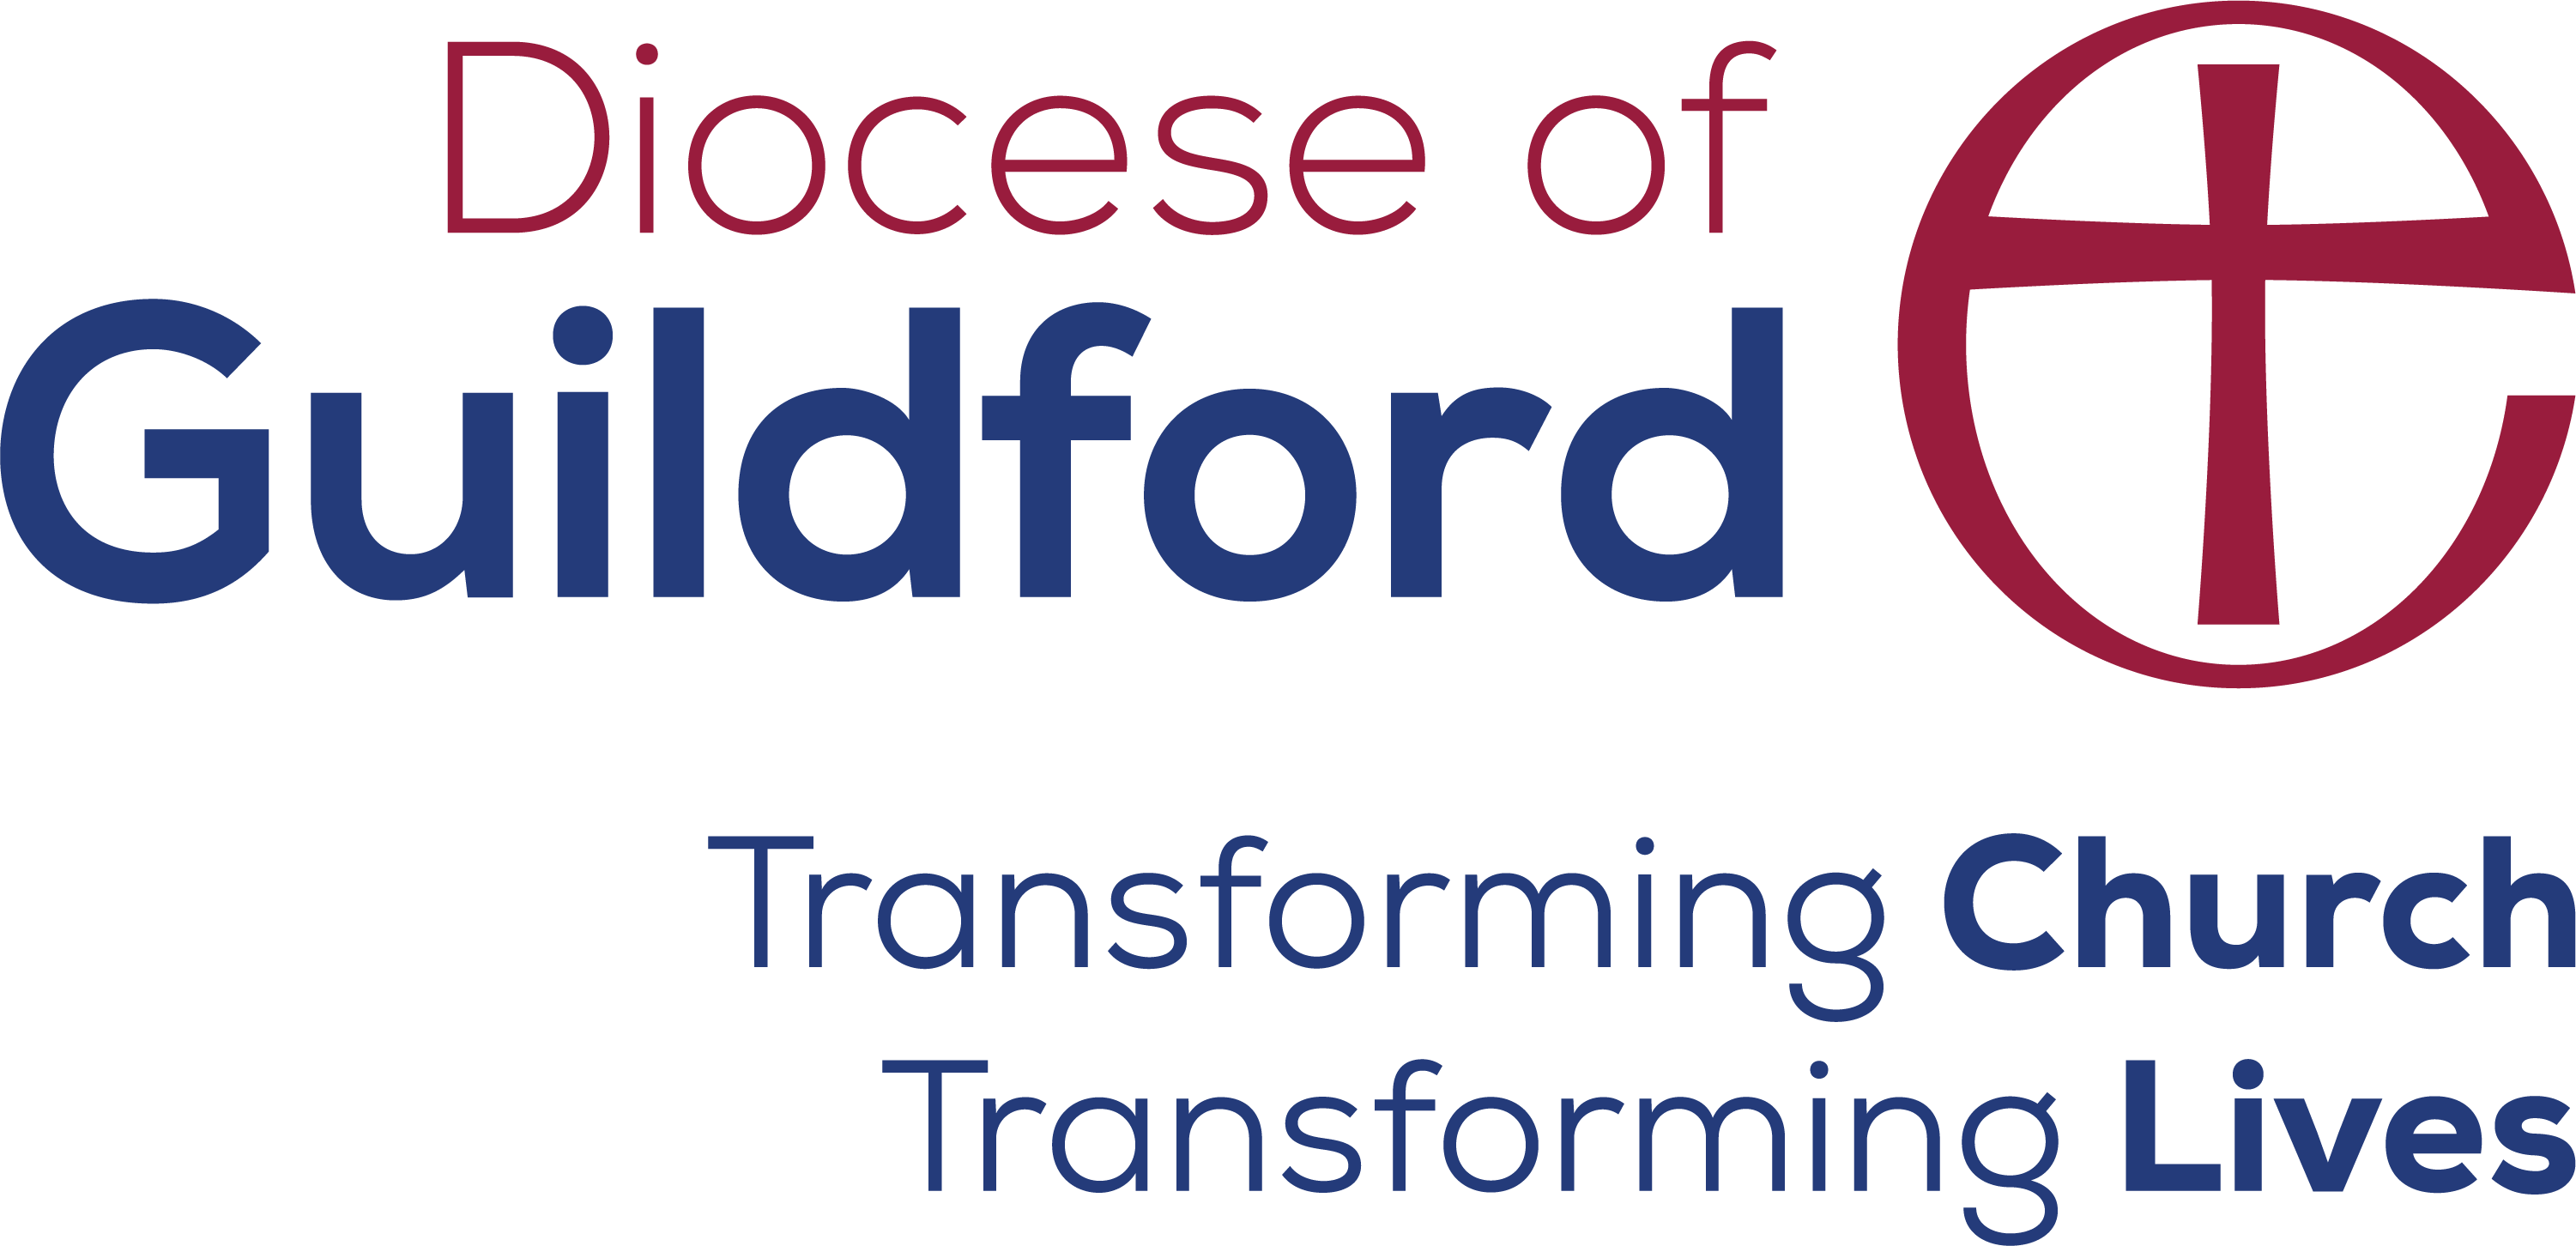 Diocese of
Guildford
Transforming Church
Transforming Lives